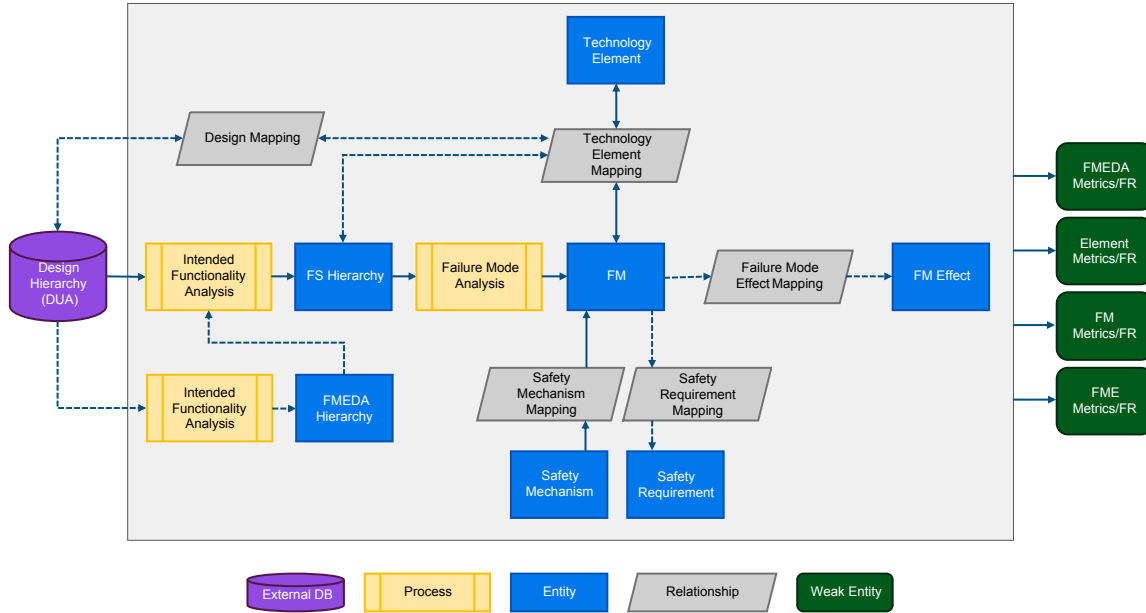 Technology
Element
Design Mapping
Technology
Element
Mapping
FMEDA
Metrics/FR
Design
Hierarchy
(DUA)
Intended
Functionality
Analysis
FS Hierarchy
Failure Mode
Analysis
FM
Failure Mode
Effect Mapping
FM Effect
Element
Metrics/FR
FM
Metrics/FR
Intended
Functionality
Analysis
FMEDA
Hierarchy
Safety
Mechanism
Mapping
Safety
Requirement
Mapping
FME
Metrics/FR
Safety
Mechanism
Safety
Requirement
External DB
Process
Entity
Relationship
Weak Entity